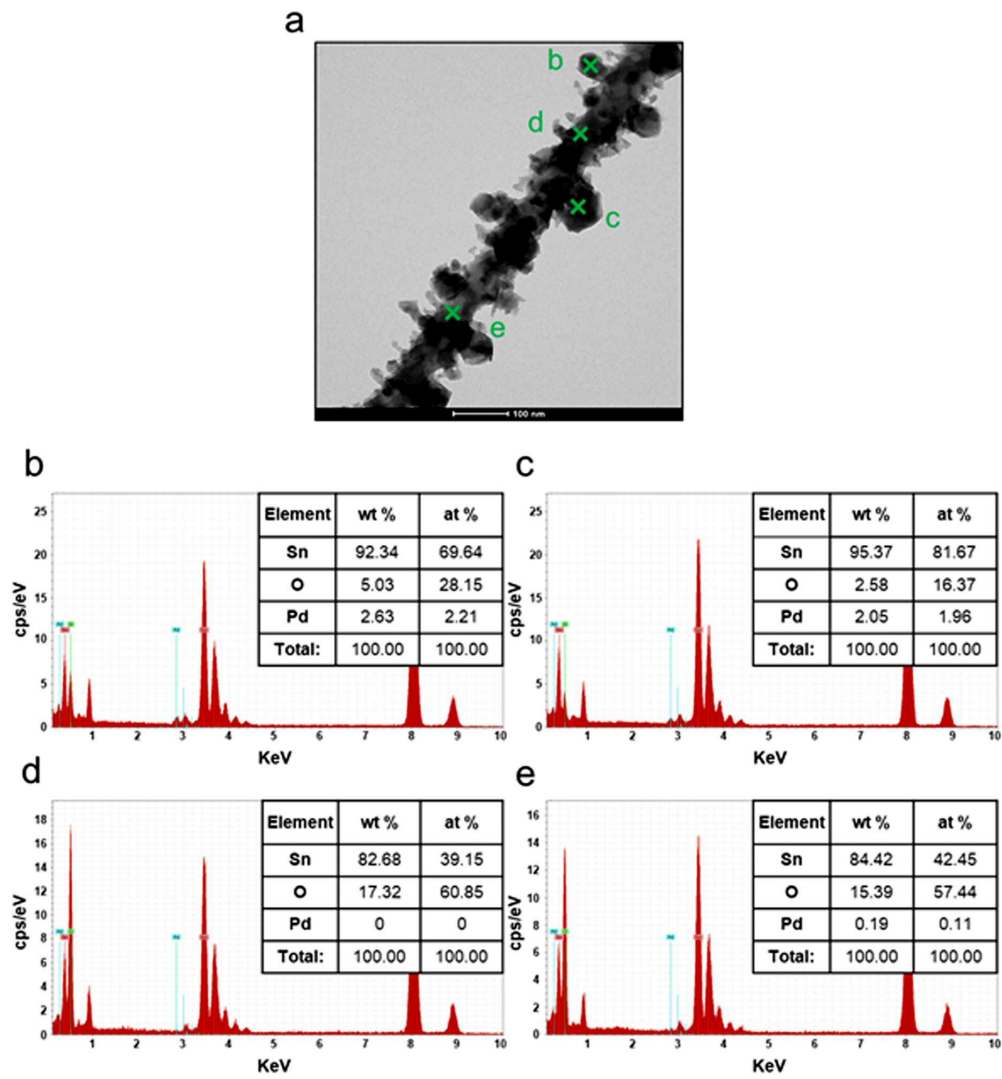 a
b
d
c
e
100 nm
b
c
Element wt % at %
Sn 92.34 69.64
O 5.03 28.15
Pd 2.63 2.21
Total: 100.00 100.00
cps/eV
25
20
15
10
5
0
1 2 3 4 5 6 7 8 9 10
KeV
Element wt % at %
Sn 95.37 81.67
O 2.58 16.37
Pd 2.05 1.96
Total: 100.00 100.00
cps/eV
25
20
15
10
5
0
1 2 3 4 5 6 7 8 9 10
KeV
d
e
Element wt % at %
Sn 82.68 39.15
O 17.32 60.85
Pd 0 0
Total: 100.00 100.00
cps/eV
18
16
14
12
10
8
6
4
2
0
1 2 3 4 5 6 7 8 9 10
KeV
Element wt % at %
Sn 84.42 42.45
O 15.39 57.44
Pd 0.19 0.11
Total: 100.00 100.00
cps/eV
16
14
12
10
8
6
4
2
0
1 2 3 4 5 6 7 8 9 10
KeV